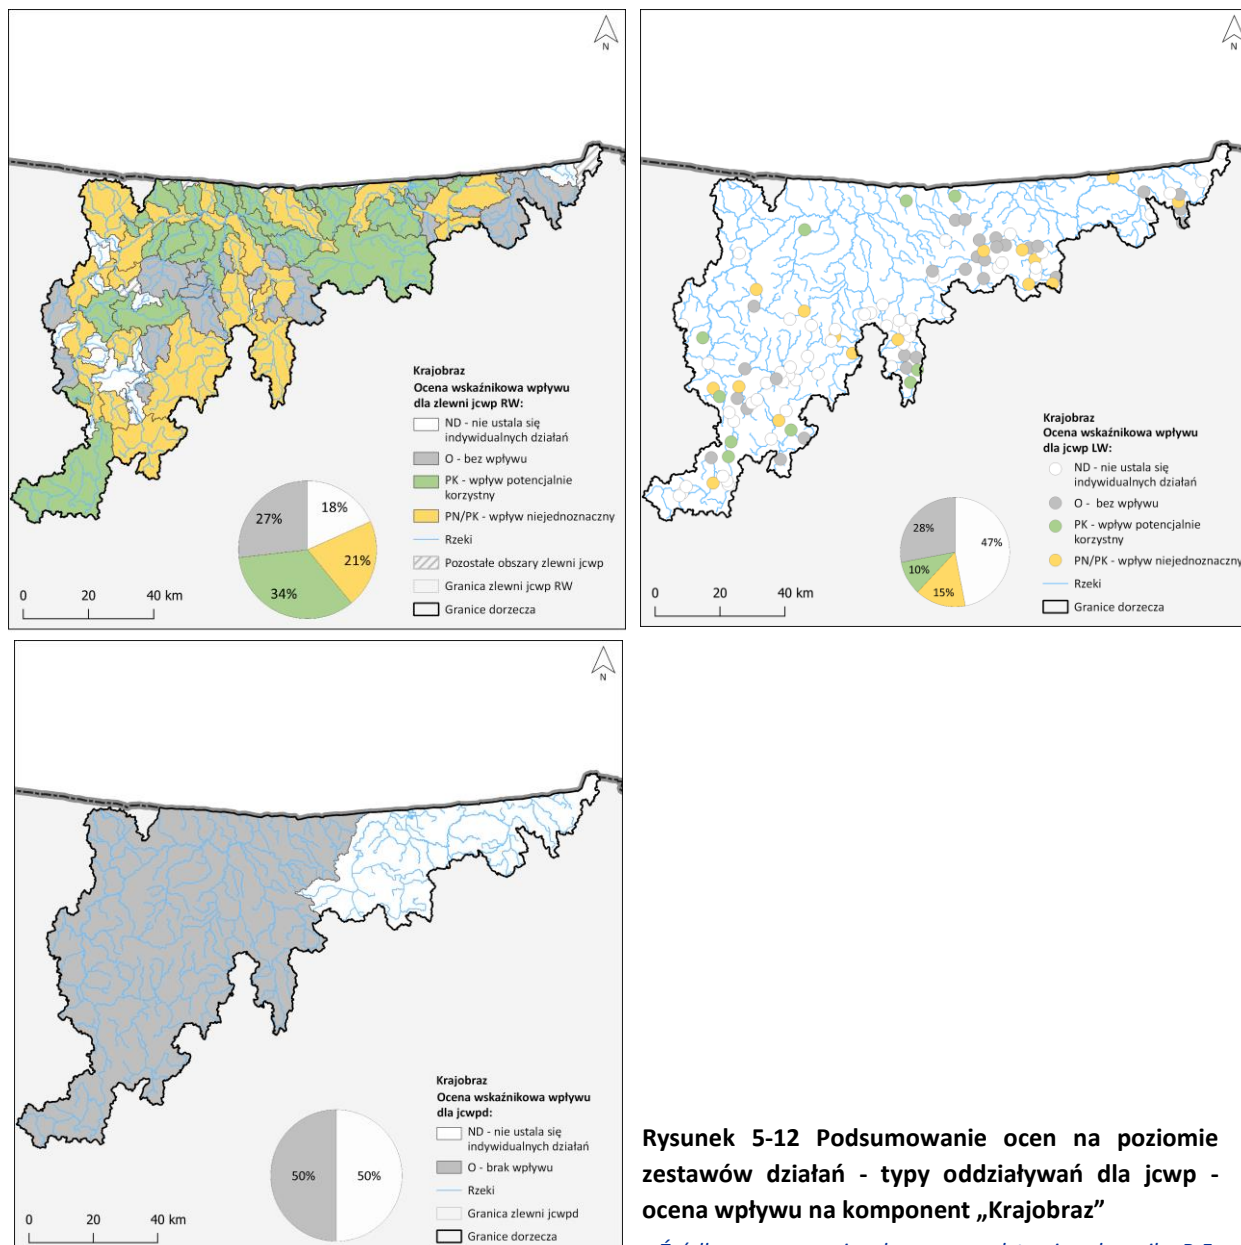 N
Krajobraz
Ocena wskaźnikowa wpływu
dla zlewni jcwp RW:
ND - nie ustala się
indywidualnych działań
O - bez wpływu
PK - wpływ potencjalnie
korzystny
PN/PK - wpływ niejednoznaczny
Rzeki
Pozostałe obszary zlewni jcwp
Granica zlewni jcwp RW
Granice dorzecza
27%
18%
21%
34%
0 20 40 km
N
Krajobraz
Ocena wskaźnikowa wpływu
dla jcwp LW:
ND - nie ustala się
indywidualnych działań
O - bez wpływu
PK - wpływ potencjalnie
korzystny
PN/PK - wpływ niejednoznaczny
Rzeki
Granice dorzecza
28%
47%
10%
15%
0 20 40 km
N
Krajobraz
Ocena wskaźnikowa wpływu
dla jcwpd:
ND - nie ustala się
indywidualnych działań
O - brak wpływu
Rzeki
Granica zlewni jcwpd
Granice dorzecza
50%
50%
0 20 40 km
Rysunek 5-12 Podsumowanie ocen na poziomie
zestawów działań - typy oddziaływań dla jcwp -
ocena wpływu na komponent „Krajobraz”